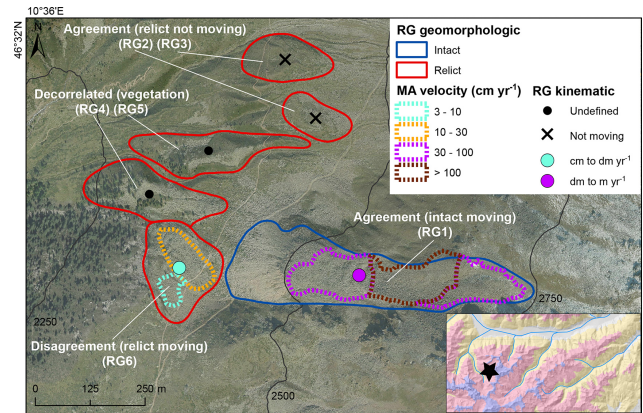 10°36'E
46°32'N
N
Agreement (relict not moving)
(RG2) (RG3)
Decorrelated (vegetation)
(RG4) (RG5)
Agreement (intact moving)
(RG1)
Disagreement (relict moving)
(RG6)
2250
2500
2750
0 125 250 m
RG geomorphologic
Intact
Relict
MA velocity (cm yr⁻¹)
3 - 10
10 - 30
30 - 100
> 100
RG kinematic
Undefined
Not moving
cm to dm yr⁻¹
dm to m yr⁻¹